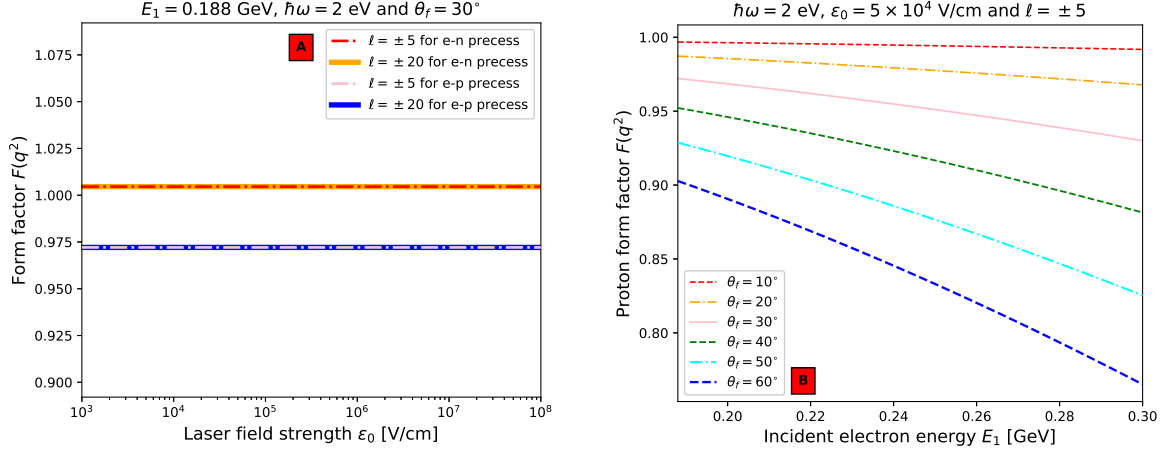 E₁ = 0.188 GeV, ħω = 2 eV and θ_f = 30°
A
ℓ = ±5 for e-n precess
ℓ = ±20 for e-n precess
ℓ = ±5 for e-p precess
ℓ = ±20 for e-p precess
Form factor F(q²)
1.075
1.050
1.025
1.000
0.975
0.950
0.925
0.900
10³ 10⁴ 10⁵ 10⁶ 10⁷ 10⁸
Laser field strength ε₀ [V/cm]
ħω = 2 eV, ε₀ = 5 × 10⁴ V/cm and ℓ = ±5
Proton form factor F(q²)
1.00
0.95
0.90
0.85
0.80
θ_f = 10°
θ_f = 20°
θ_f = 30°
θ_f = 40°
θ_f = 50°
θ_f = 60°
B
0.20 0.22 0.24 0.26 0.28 0.30
Incident electron energy E₁ [GeV]